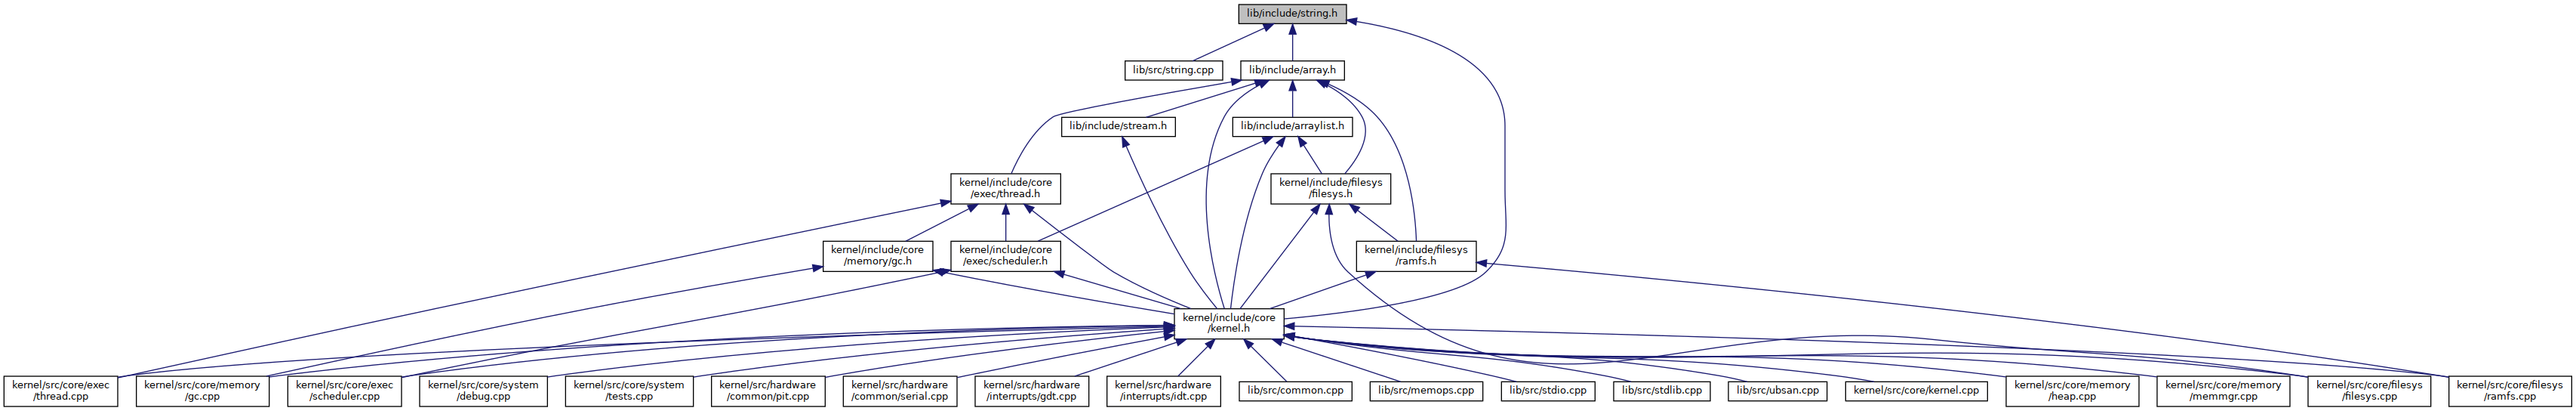 lib/include/string.h
lib/src/string.cpp
lib/include/array.h
lib/include/stream.h
lib/include/arraylist.h
kernel/include/core
/exec/thread.h
kernel/include/filesys
/filesys.h
kernel/include/core
/memory/gc.h
kernel/include/core
/exec/scheduler.h
kernel/include/filesys
/ramfs.h
kernel/include/core
/kernel.h
kernel/src/core/exec
/thread.cpp
kernel/src/core/memory
/gc.cpp
kernel/src/core/exec
/scheduler.cpp
kernel/src/core/system
/debug.cpp
kernel/src/core/system
/tests.cpp
kernel/src/hardware
/common/pit.cpp
kernel/src/hardware
/common/serial.cpp
kernel/src/hardware
/interrupts/gdt.cpp
kernel/src/hardware
/interrupts/idt.cpp
lib/src/common.cpp
lib/src/memops.cpp
lib/src/stdio.cpp
lib/src/stdlib.cpp
lib/src/ubsan.cpp
kernel/src/core/kernel.cpp
kernel/src/core/memory
/heap.cpp
kernel/src/core/memory
/memmgr.cpp
kernel/src/core/filesys
/filesys.cpp
kernel/src/core/filesys
/ramfs.cpp